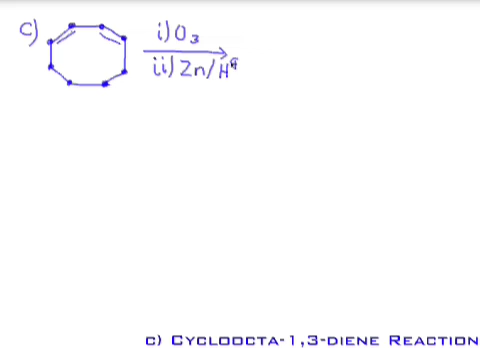 c)
i) O₃
ii) Zn/H⊕
c) Cycloocta-1,3-diene Reaction